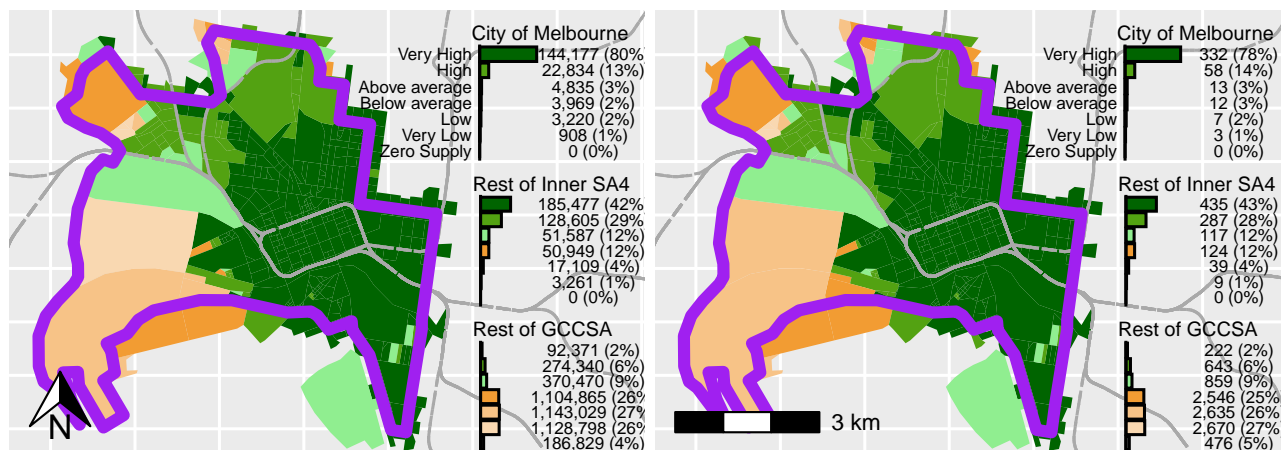 City of Melbourne
Very High 144,177 (80%
High 22,834 (13%)
Above average 4,835 (3%)
Below average 3,969 (2%)
Low 3,220 (2%)
Very Low 908 (1%)
Zero Supply 0 (0%)
Rest of Inner SA4
185,477 (42%
128,605 (29%
51,587 (12%
50,949 (12%
17,109 (4%)
3,261 (1%)
0 (0%)
Rest of GCCSA
92,371 (2%)
274,340 (6%)
370,470 (9%)
1,104,865 (26%
1,143,029 (27%
1,128,798 (26%
186,829 (4%)
N
City of Melbourne
Very High 332 (78%)
High 58 (14%)
Above average 13 (3%)
Below average 12 (3%)
Low 7 (2%)
Very Low 3 (1%)
Zero Supply 0 (0%)
Rest of Inner SA4
435 (43%)
287 (28%)
117 (12%)
124 (12%)
39 (4%)
9 (1%)
0 (0%)
Rest of GCCSA
222 (2%)
643 (6%)
859 (9%)
2,546 (25%
2,635 (26%
2,670 (27%
476 (5%)
3 km